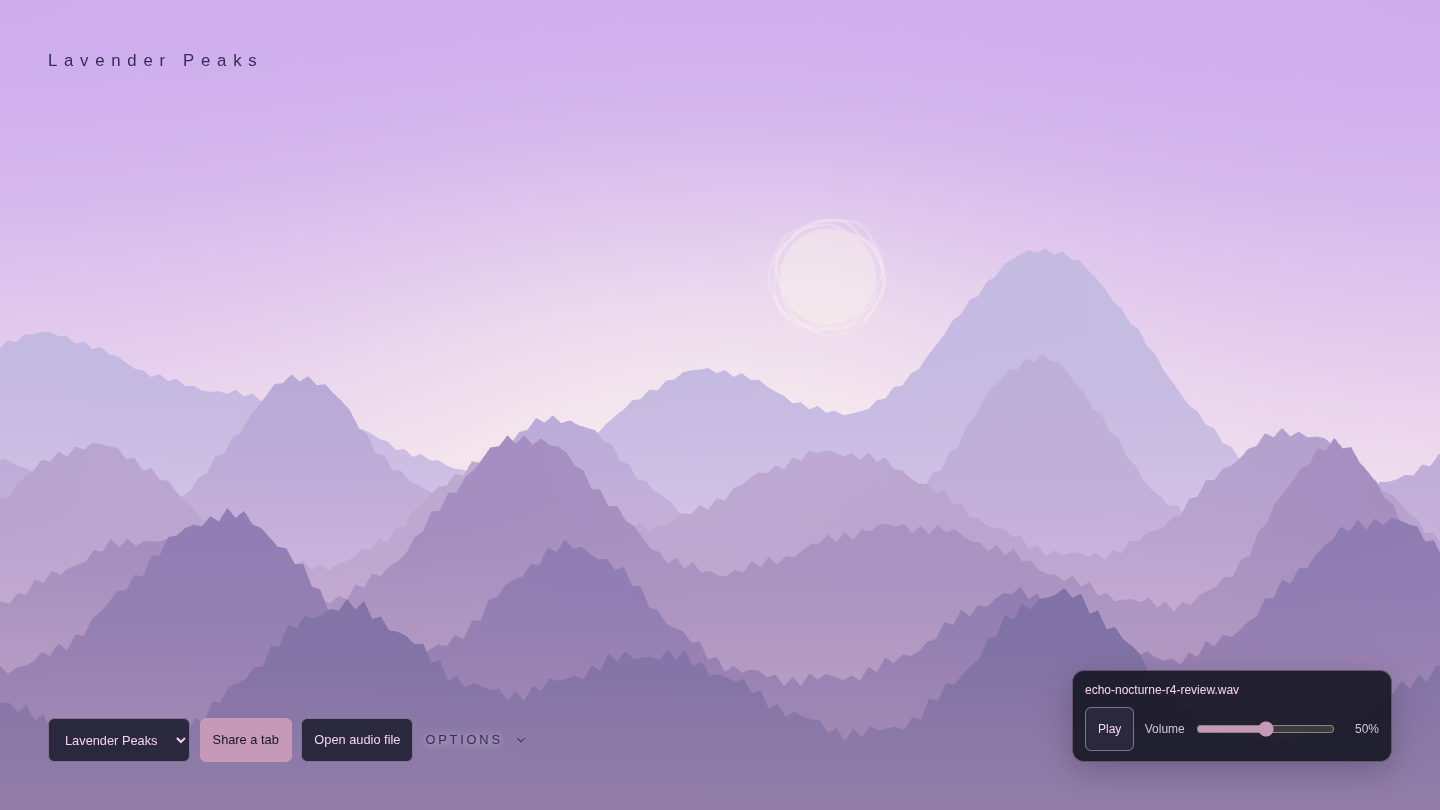 Lavender Peaks
echo-nocturne-r4-review.wav
Play Volume 50%
Lavender Peaks Share a tab Open audio file OPTIONS